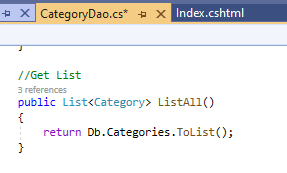 CategoryDao.cs* Index.cshtml
}
//Get List
3 references
public List<Category> ListAll()
{
return Db.Categories.ToList();
}